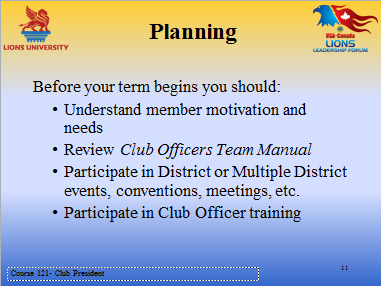 LIONS UNIVERSITY
Planning
USA-Canada
LIONS
LEADERSHIP FORUM
Before your term begins you should:
• Understand member motivation and
needs
• Review Club Officers Team Manual
• Participate in District or Multiple District
events, conventions, meetings, etc.
• Participate in Club Officer training
11
Course 121- Club President